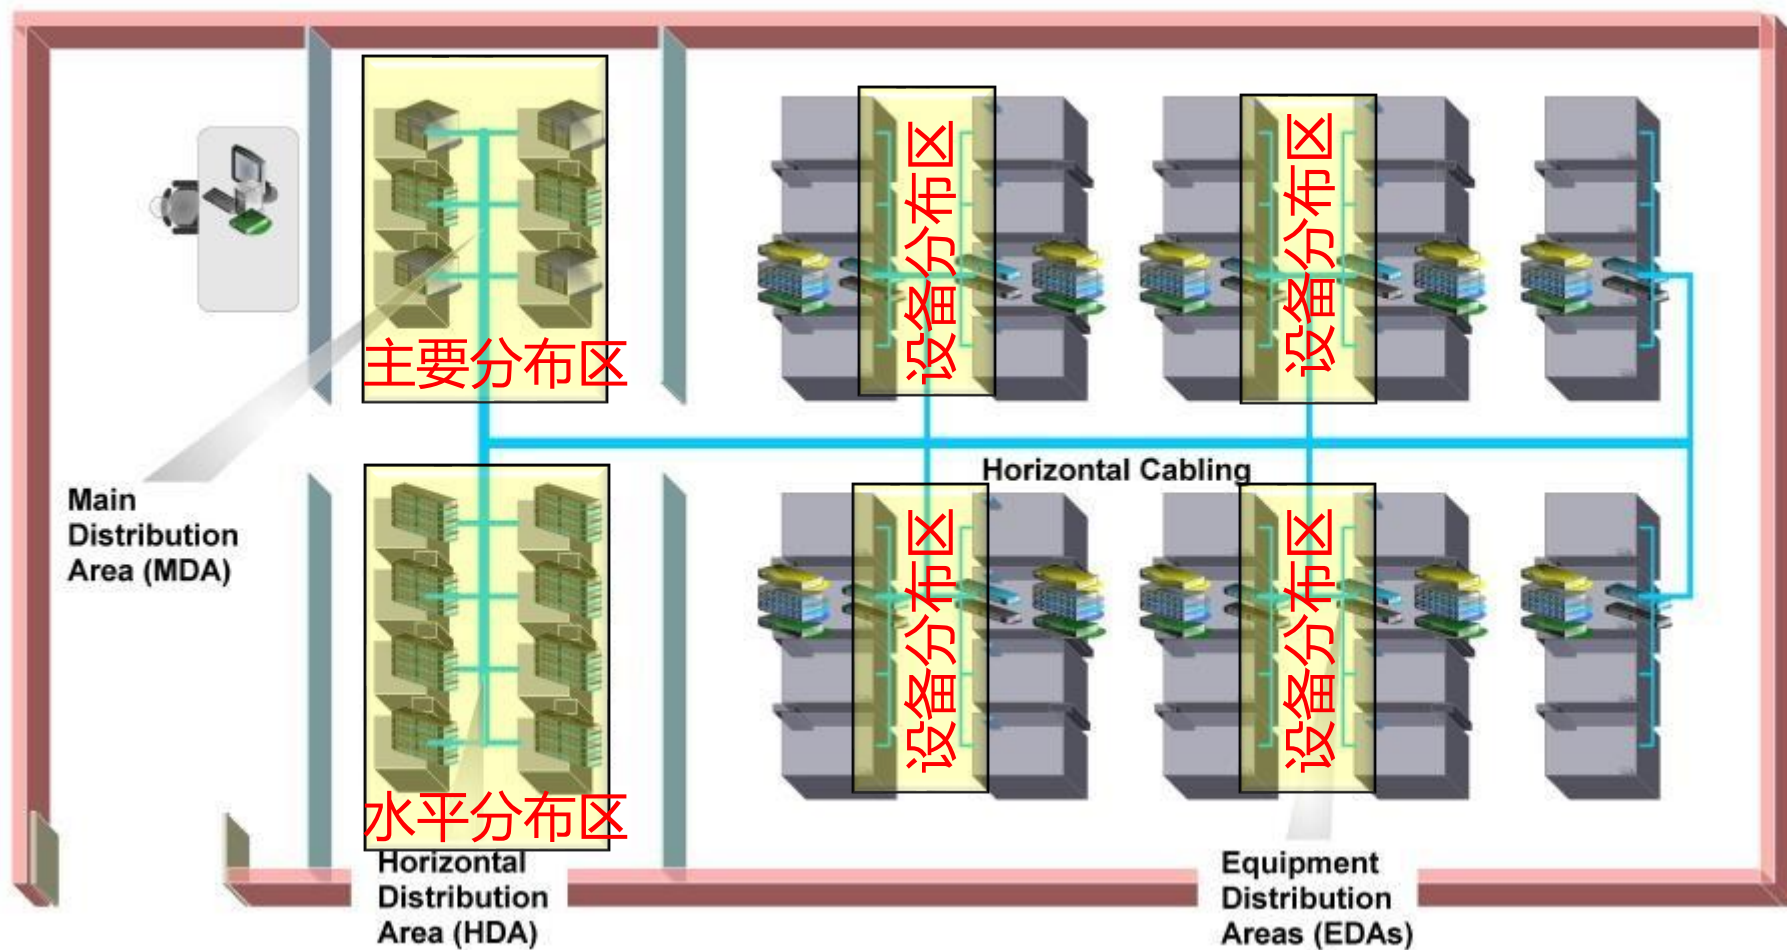 主要分布区
设备分布区
设备分布区
Main
Distribution
Area (MDA)
Horizontal Cabling
设备分布区
设备分布区
水平分布区
Horizontal
Distribution
Area (HDA)
Equipment
Distribution
Areas (EDAs)